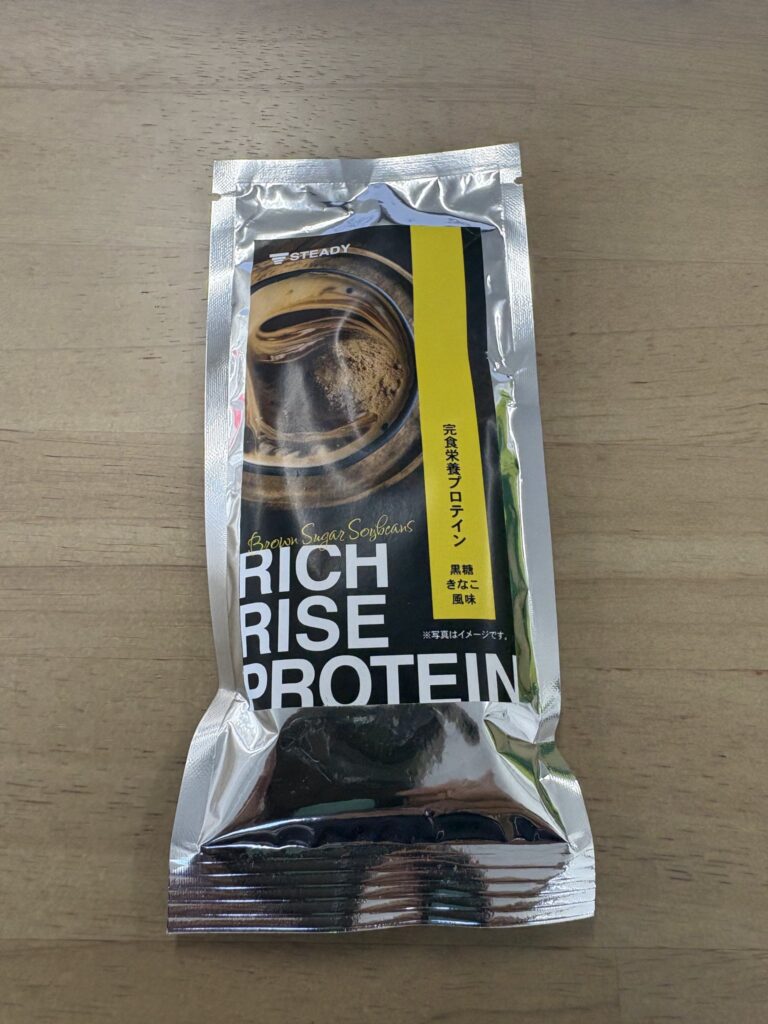 STEADY
完食栄養プロテイン
黒糖
きなこ
風味
Brown Sugar Soybeans
RICH
RISE
PROTEIN
※写真はイメージです。